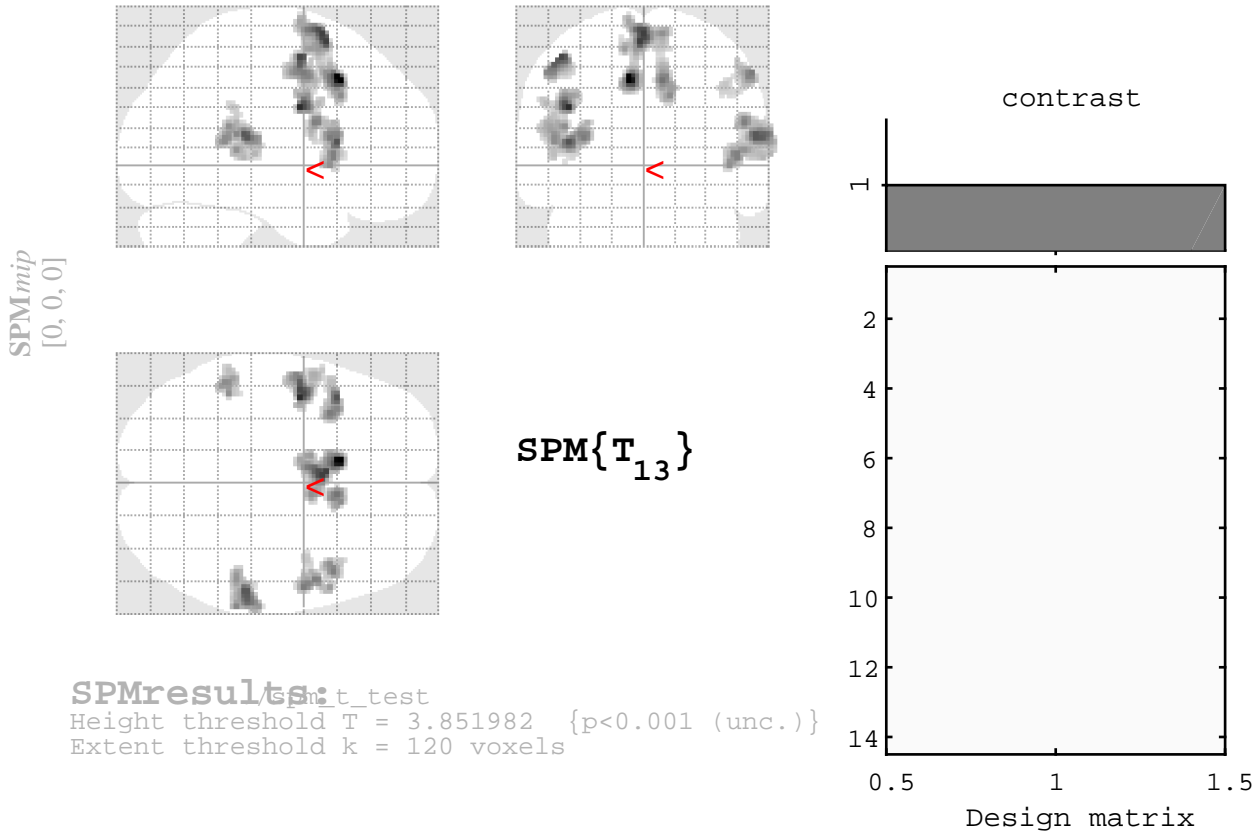 contrast
1
SPMmip
[0, 0, 0]
<
<
<
SPM{T13}
2
4
6
8
10
12
14
0.5
1
1.5
Design matrix
SPMresults: /spm_t_test
Height threshold T = 3.851982 {p<0.001 (unc.)}
Extent threshold k = 120 voxels